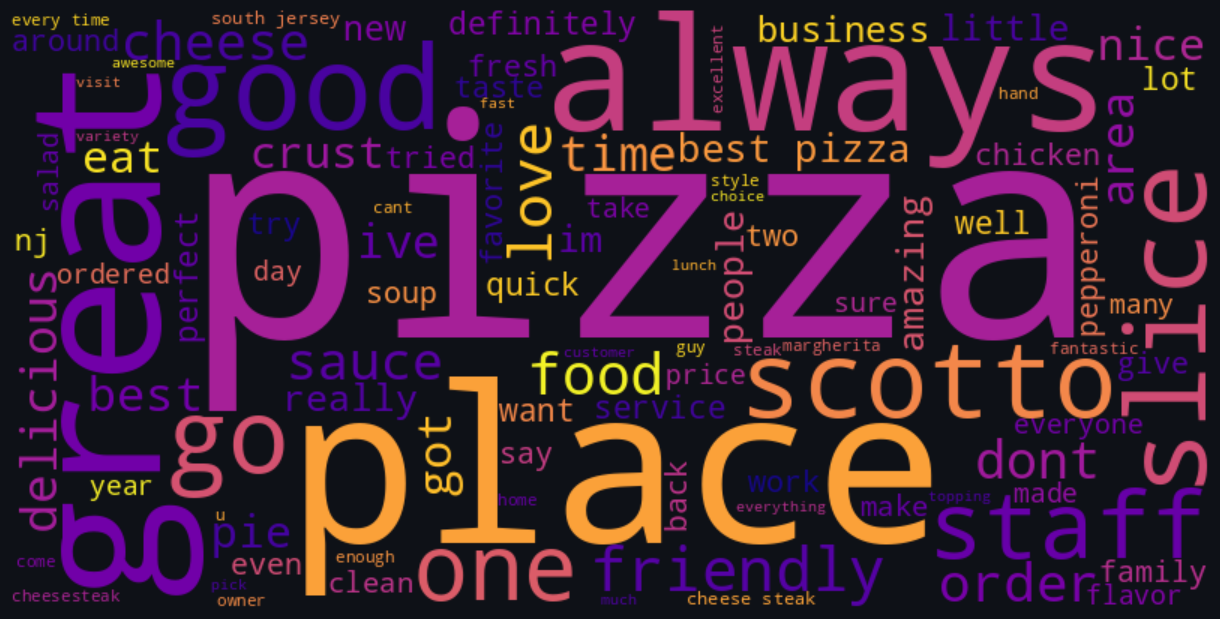 every time
south jersey
new
definitely
always
business
little
nice
around
cheese
good
awesome
visit
fresh
taste
fast
excellent
hand
lot
great
variety
salad
eat
crust
tried
favorite
love
time
best pizza
chicken
area
pizza
style
choice
slice
nj
perfect
try
cant
ive
im
take
people
two
amazing
well
pepperoni
ordered
day
soup
quick
lunch
sure
many
delicious
sauce
customer
guy
steak
margherita
fantastic
food
price
scotto
give
best
really
want
service
everyone
go
place
got
say
back
work
dont
year
home
everything
make
topping
made
staff
u
pie
come
even
enough
one
friendly
order
family
pick
clean
cheesesteak
owner
much
cheese steak
flavor